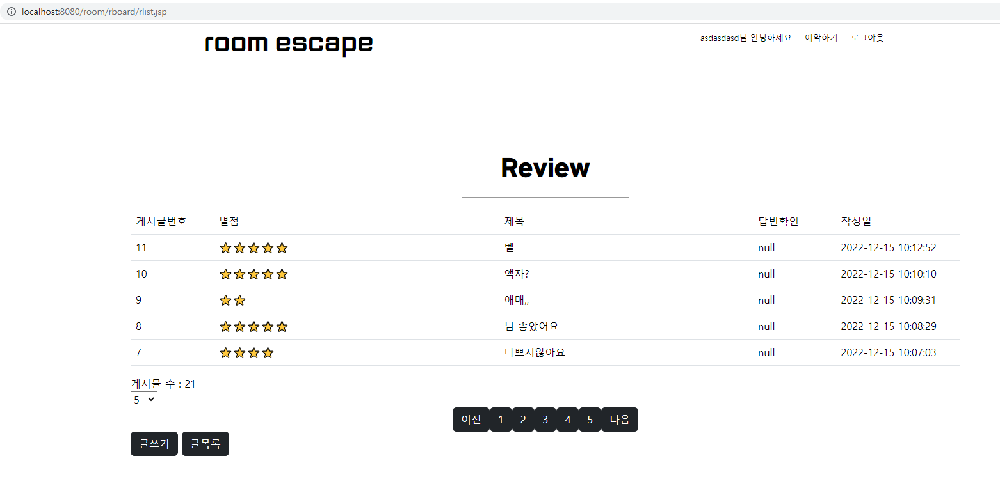 localhost:8080/room/rboard/rlist.jsp
room escape
asdasdasd님 안녕하세요 예약하기 로그아웃
Review
게시글번호 별점 제목 답변확인 작성일
11 벨 null 2022-12-15 10:12:52
10 액자? null 2022-12-15 10:10:10
9 애매,, null 2022-12-15 10:09:31
8 넘 좋았어요 null 2022-12-15 10:08:29
7 나쁘지않아요 null 2022-12-15 10:07:03
게시물 수 : 21
5
이전 1 2 3 4 5 다음
글쓰기 글목록